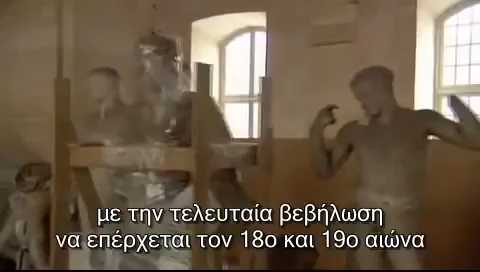 με την τελευταία βεβήλωση
να επέρχεται τον 18ο και 19ο αιώνα